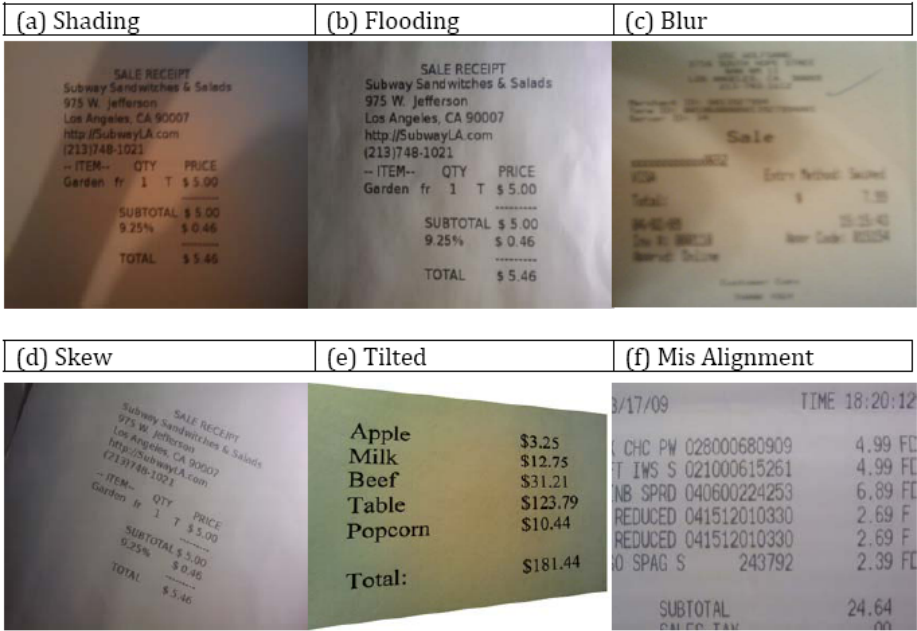 (a) Shading
(b) Flooding
(c) Blur
SALE RECEIPT
Subway Sandwitches & Salads
975 W. Jefferson
Los Angeles, CA 90007
http://SubwayLA.com
(213)748-1021
-- ITEM-- QTY PRICE
Garden fr 1 T $ 5.00
---------
SUBTOTAL $ 5.00
9.25% $ 0.46
---------
TOTAL $ 5.46
SALE RECEIPT
Subway Sandwitches & Salads
975 W. Jefferson
Los Angeles, CA 90007
http://SubwayLA.com
(213)748-1021
-- ITEM-- QTY PRICE
Garden fr 1 T $ 5.00
---------
SUBTOTAL $ 5.00
9.25% $ 0.46
---------
TOTAL $ 5.46
Sale
VISA Entry Method: Swiped
Total: $ 7.99
(d) Skew
(e) Tilted
(f) Mis Alignment
SALE RECEIPT
Subway Sandwitches & Salads
975 W. Jefferson
Los Angeles, CA 90007
http://SubwayLA.com
(213)748-1021
-- ITEM-- QTY PRICE
Garden fr 1 T $ 5.00
---------
SUBTOTAL $ 5.00
9.25% $ 0.46
---------
TOTAL $ 5.46
Apple $3.25
Milk $12.75
Beef $31.21
Table $123.79
Popcorn $10.44
Total: $181.44
3/17/09 TIME 18:20:12
CHC PW 0280000680909 4.99 FD
T IWS S 021000615261 4.99 FD
NB SPRD 040600224253 6.89 FD
REDUCED 041512010330 2.69 F
REDUCED 041512010330 2.69 F
O SPAG S 243792 2.39 FD
SUBTOTAL 24.64
SALES TAX .00